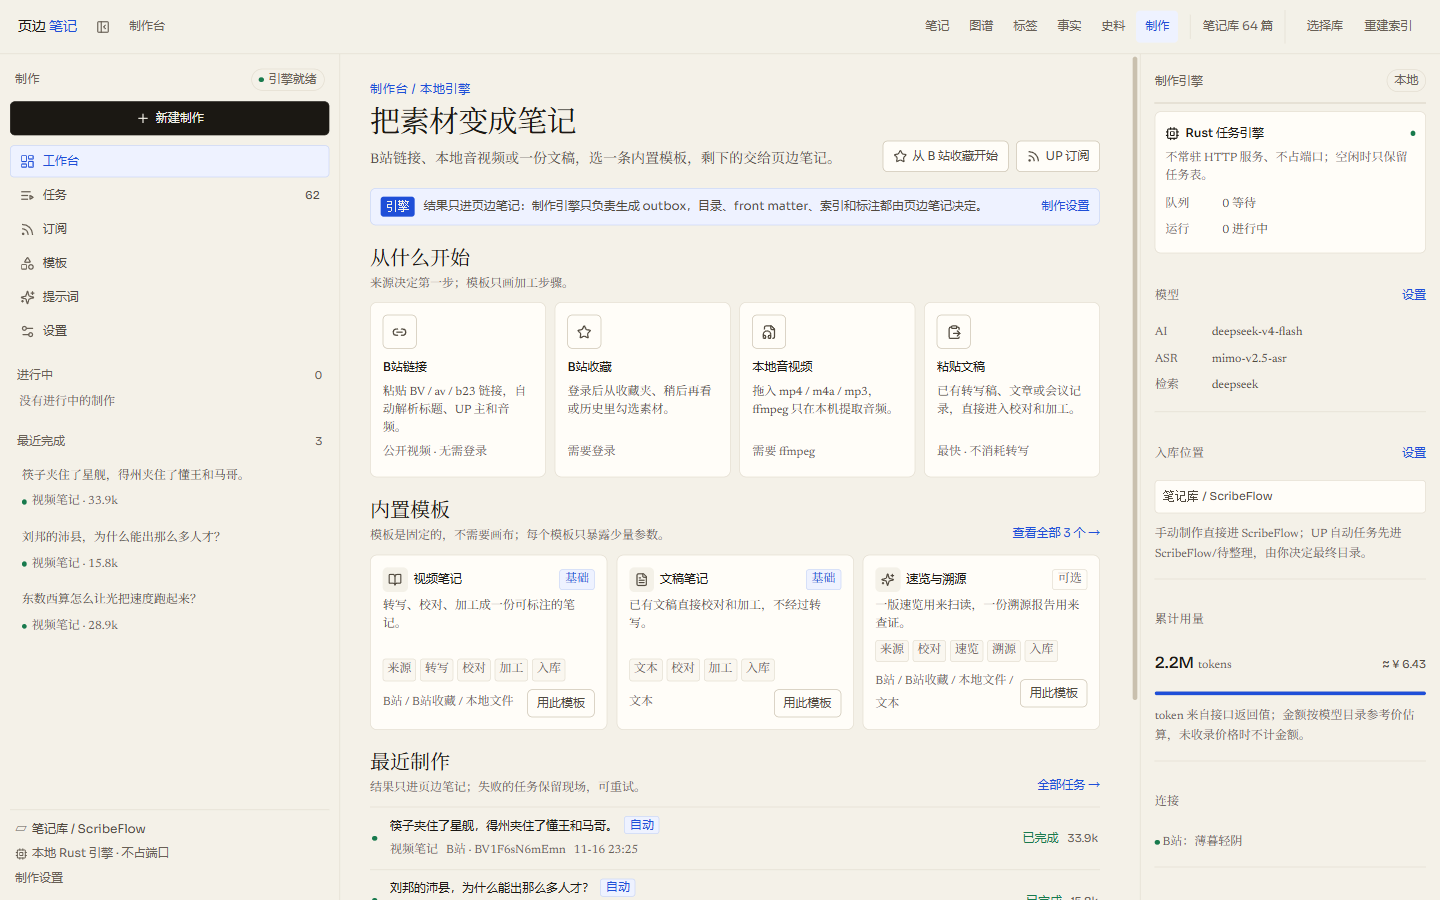 页边 笔记
制作台
笔记 图谱 标签 事实 史料 制作 笔记库 64 篇 选择库 重建索引
制作
引擎就绪
新建制作
工作台
任务 62
订阅
模板
提示词
设置
进行中 0
没有进行中的制作
最近完成 3
筷子夹住了星舰，得州夹住了懂王和马哥。
视频笔记 · 33.9k
刘邦的沛县，为什么能出那么多人才？
视频笔记 · 15.8k
东数西算怎么让光把速度跑起来？
视频笔记 · 28.9k
笔记库 / ScribeFlow
本地 Rust 引擎 · 不占端口
制作设置
制作台 / 本地引擎
把素材变成笔记
B站链接、本地音视频或一份文稿，选一条内置模板，剩下的交给页边笔记。
从 B 站收藏开始
UP 订阅
引擎 结果只进页边笔记：制作引擎只负责生成 outbox，目录、front matter、索引和标注都由页边笔记决定。 制作设置
从什么开始
来源决定第一步；模板只画加工步骤。
B站链接
粘贴 BV / av / b23 链接，自
动解析标题、UP 主和音
频。
公开视频 · 无需登录
B站收藏
登录后从收藏夹、稍后再看
或历史里勾选素材。
需要登录
本地音视频
拖入 mp4 / m4a / mp3，
ffmpeg 只在本机提取音频。
需要 ffmpeg
粘贴文稿
已有转写稿、文章或会议记
录，直接进入校对和加工。
最快 · 不消耗转写
内置模板
模板是固定的，不需要画布；每个模板只暴露少量参数。
查看全部 3 个 →
视频笔记 基础
转写、校对、加工成一份可标注的笔
记。
来源 转写 校对 加工 入库
B站 / B站收藏 / 本地文件
用此模板
文稿笔记 基础
已有文稿直接校对和加工，不经过转
写。
文本 校对 加工 入库
文本
用此模板
速览与溯源 可选
一版速览用来扫读，一份溯源报告用来
查证。
来源 校对 速览 溯源 入库
B站 / B站收藏 / 本地文件 /
文本
用此模板
最近制作
结果只进页边笔记；失败的任务保留现场，可重试。
全部任务 →
筷子夹住了星舰，得州夹住了懂王和马哥。 自动
视频笔记 B站 · BV1F6sN6mEmn 11-16 23:25
已完成 33.9k
刘邦的沛县，为什么能出那么多人才？ 自动
制作引擎 本地
Rust 任务引擎
不常驻 HTTP 服务、不占端口；空闲时只保留
任务表。
队列 0 等待
运行 0 进行中
模型 设置
AI deepseek-v4-flash
ASR mimo-v2.5-asr
检索 deepseek
入库位置 设置
笔记库 / ScribeFlow
手动制作直接进 ScribeFlow；UP 自动任务先进
ScribeFlow/待整理，由你决定最终目录。
累计用量
2.2M tokens ≈ ¥ 6.43
token 来自接口返回值；金额按模型目录参考价估
算，未收录价格时不计金额。
连接
B站：薄暮轻阴